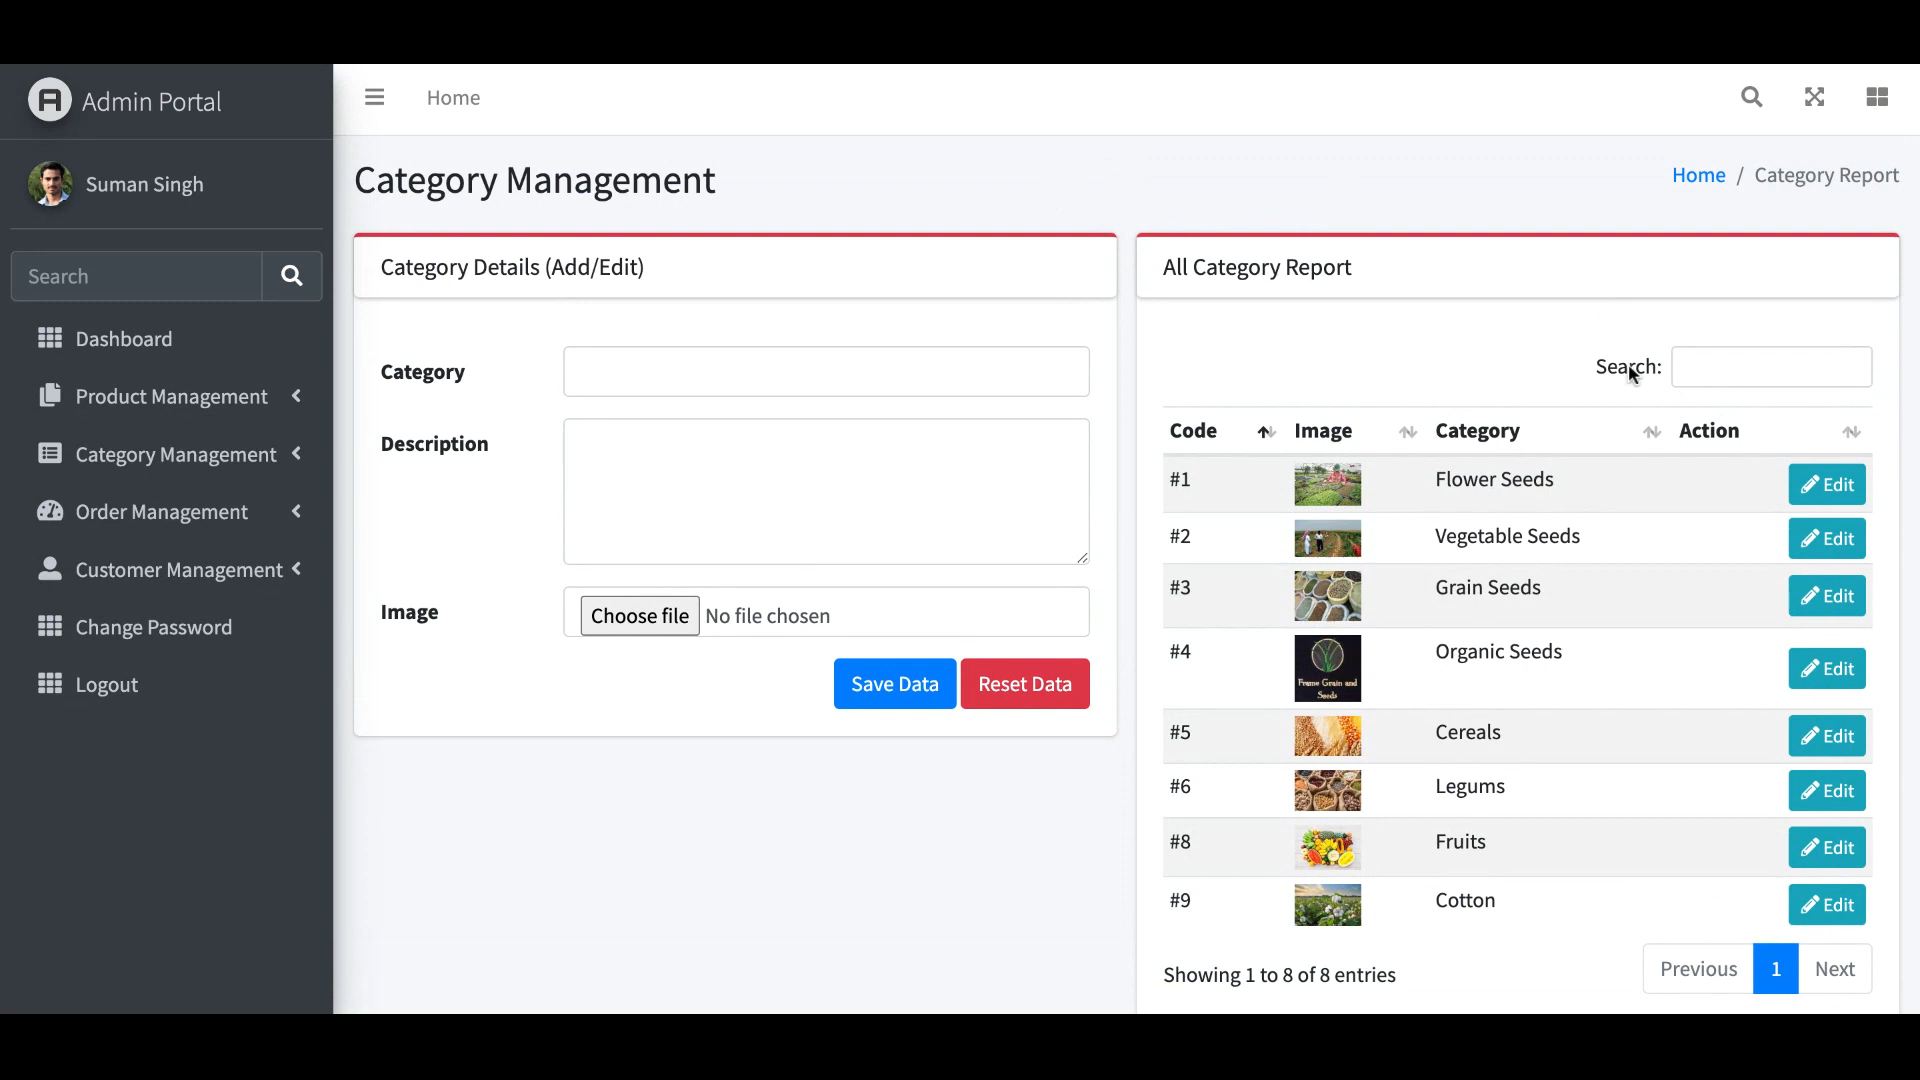 Admin Portal
Home
Suman Singh
Search
Dashboard
Product Management
Category Management
Order Management
Customer Management
Change Password
Logout
Category Management
Home / Category Report
Category Details (Add/Edit)
Category
Description
Image
Choose file No file chosen
Save Data Reset Data
All Category Report
Search:
Code Image Category Action
#1 Flower Seeds Edit
#2 Vegetable Seeds Edit
#3 Grain Seeds Edit
#4 Frame Grain and Seeds Organic Seeds Edit
#5 Cereals Edit
#6 Legums Edit
#8 Fruits Edit
#9 Cotton Edit
Showing 1 to 8 of 8 entries
Previous 1 Next